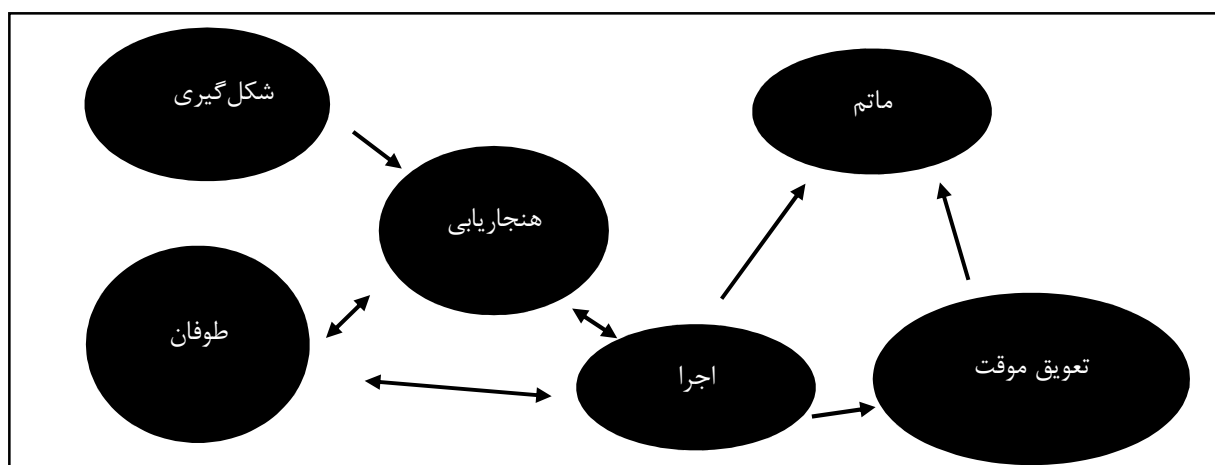 شکل‌گیری
ماتم
هنجاریابی
طوفان
اجرا
تعویق موقت